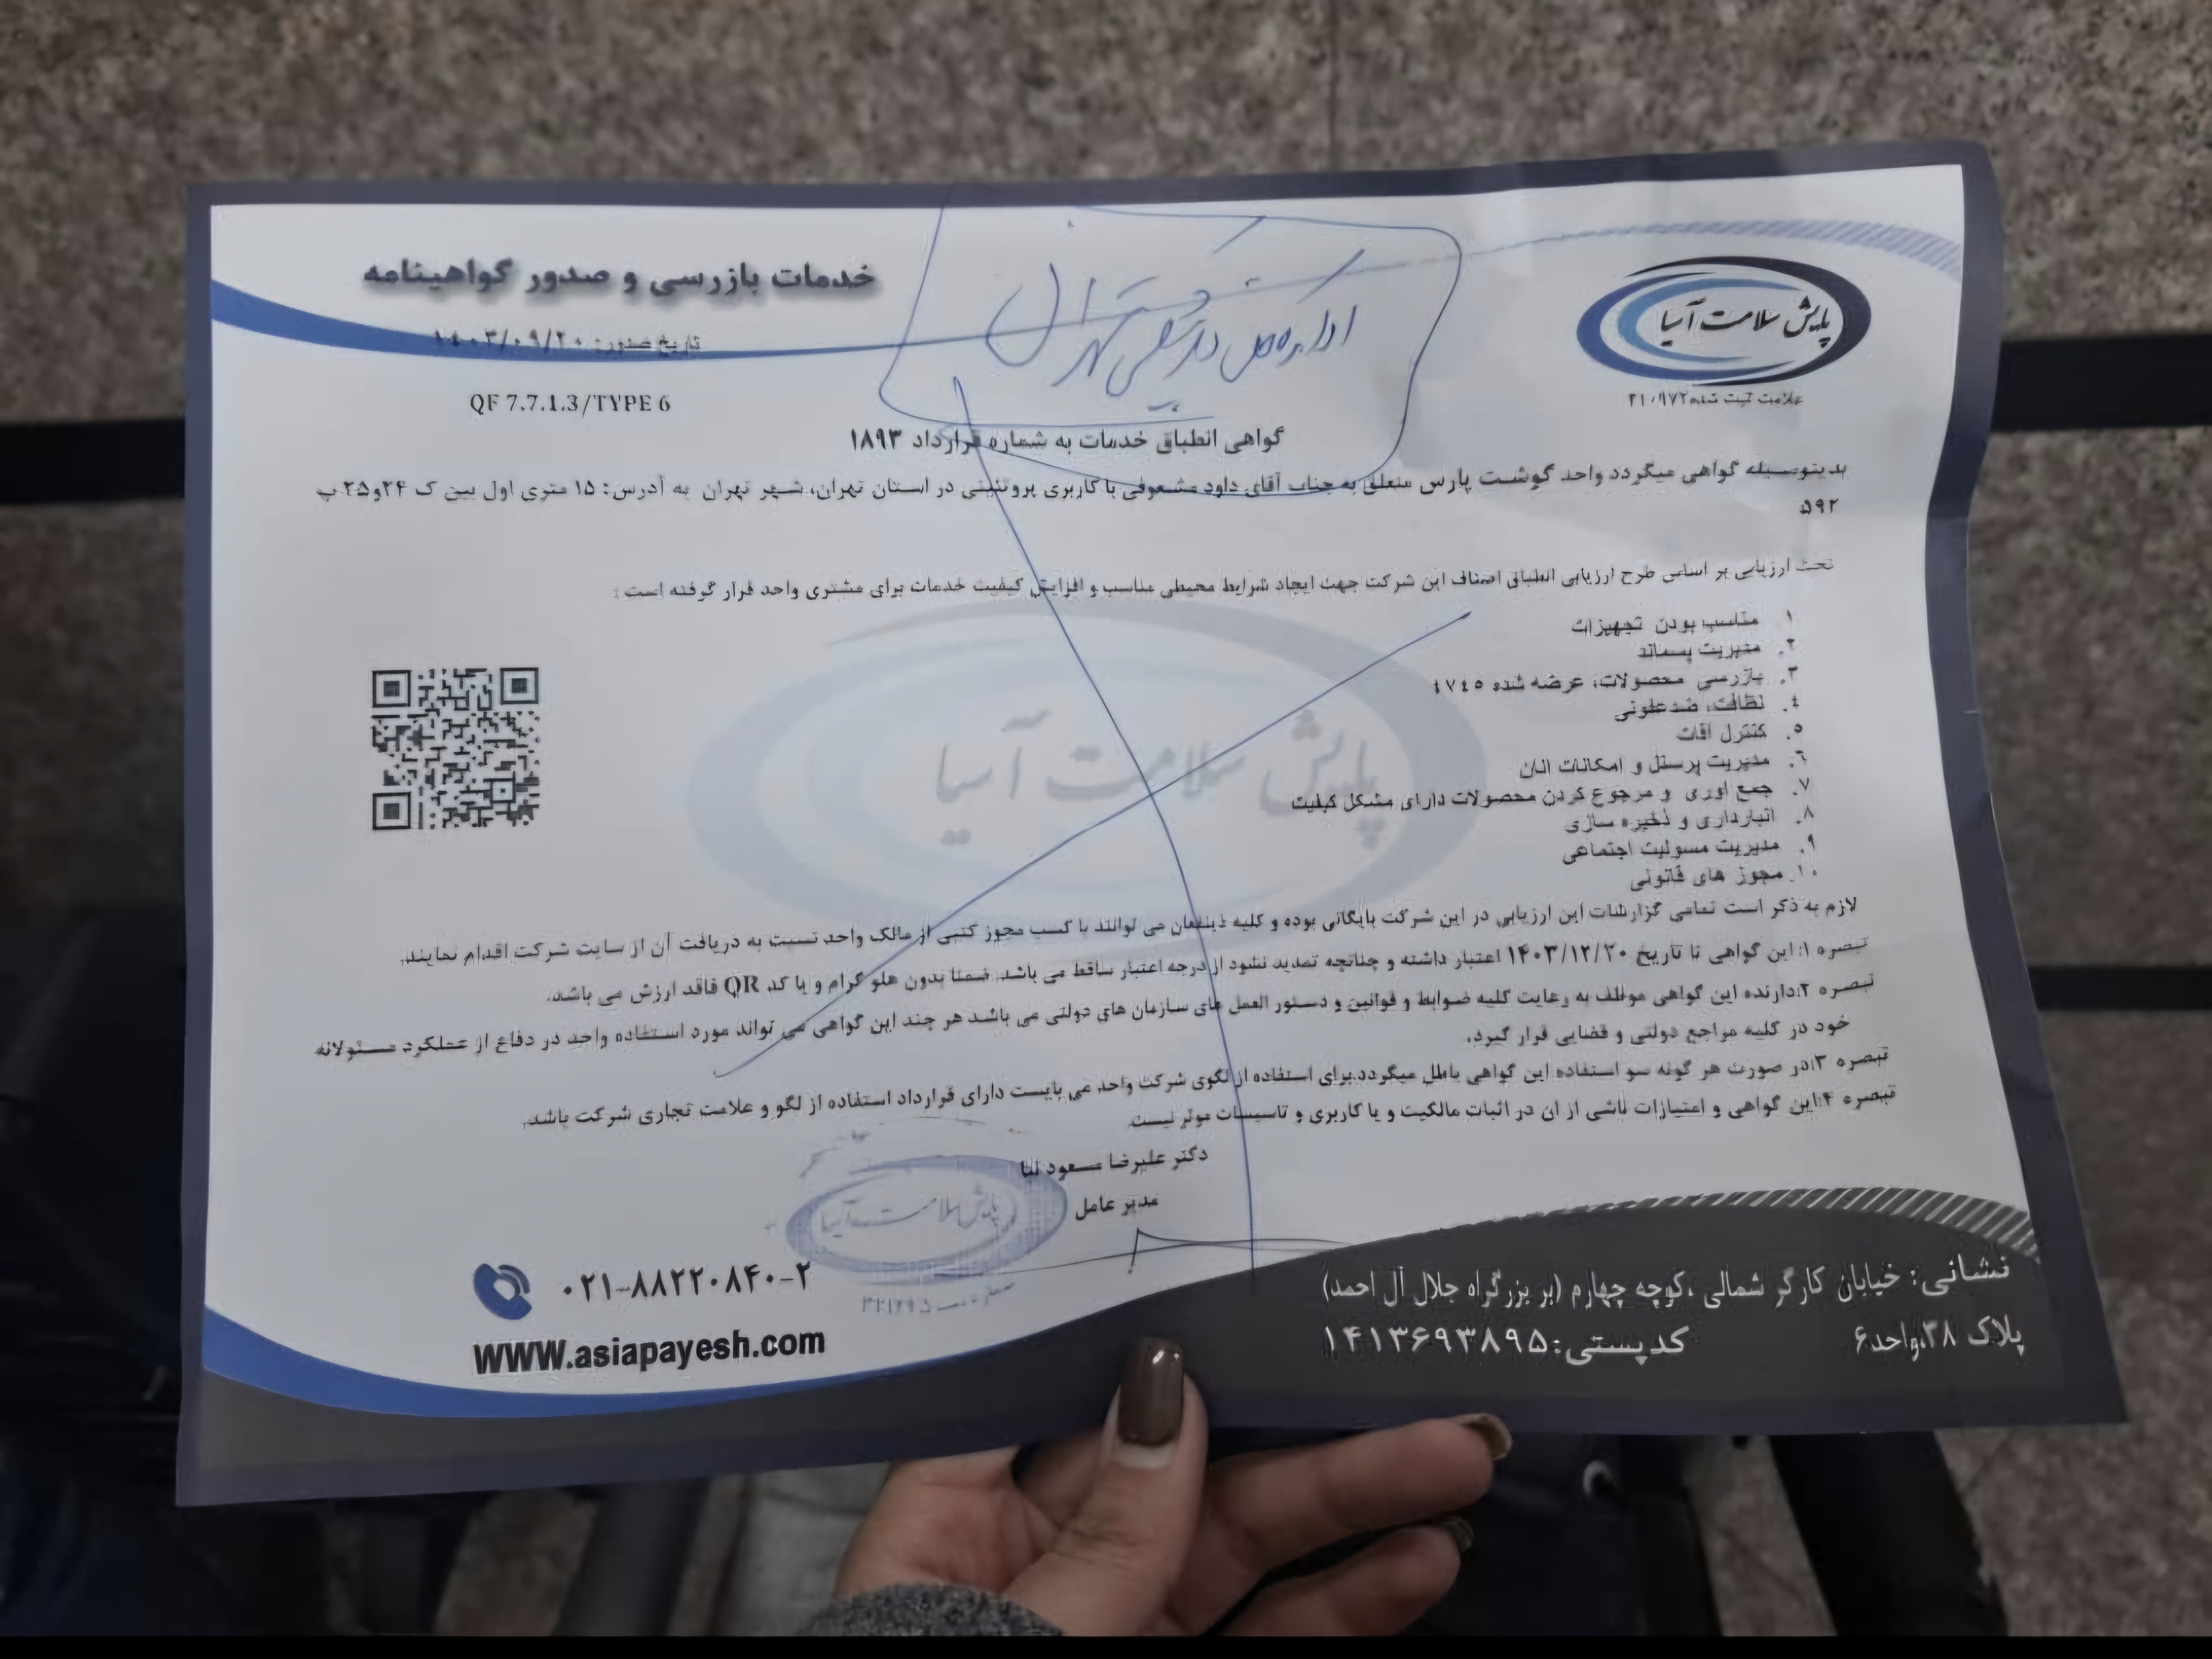 خدمات بازرسی و صدور گواهینامه
تاریخ صدور: ۱۴۰۳/۰۹/۲۰
QF 7.7.1.3/TYPE 6
پایش سلامت آسیا
علامت ثبت شده ۲۱۰۹۷۲
اداره کل تهران
گواهی انطباق خدمات به شماره قرارداد ۱۸۹۳
بدینوسیله گواهی میگردد واحد گوشت پارس متعلق به جناب آقای داود مشعوفی با کاربری پروتئینی در استان تهران، شهر تهران به آدرس: ۱۵ متری اول بین ک ۲۴و۲۵ پ
۵۹۲
تحت ارزیابی بر اساس طرح ارزیابی انطباق اصناف این شرکت جهت ایجاد شرایط محیطی مناسب و افزایش کیفیت خدمات برای مشتری واحد قرار گرفته است :
۱. مناسب بودن تجهیزات
۲. مدیریت پسماند
۳. بازرسی محصولات، عرضه شده ۱۷٤٥
٤. نظافت، ضدعفونی
٥. کنترل افات
٦. مدیریت پرسنل و امکانات انان
۷. جمع اوری و مرجوع کردن محصولات دارای مشکل کیفیت
۸. انبارداری و ذخیره سازی
۹. مدیریت مسولیت اجتماعی
۱۰. مجوز های قانونی
لازم به ذکر است تمامی گزارشات این ارزیابی در این شرکت بایگانی بوده و کلیه ذینفعان می توانند با کسب مجوز کتبی از مالک واحد نسبت به دریافت آن از سایت شرکت اقدام نمایند.
تبصره ۱:این گواهی تا تاریخ ۱۴۰۳/۱۲/۲۰ اعتبار داشته و چنانچه تمدید نشود از درجه اعتبار ساقط می باشد. ضمنا بدون هلو گرام و یا کد QR فاقد ارزش می باشد.
تبصره ۲:دارنده این گواهی موظف به رعایت کلیه ضوابط و قوانین و دستور العمل های سازمان های دولتی می باشد هر چند این گواهی می تواند مورد استفاده واحد در دفاع از عملکرد مسئولانه
خود در کلیه مراجع دولتی و قضایی قرار گیرد.
تبصره ۳:در صورت هر گونه سو استفاده این گواهی باطل میگردد.برای استفاده از لگوی شرکت واحد می بایست دارای قرارداد استفاده از لگو و علامت تجاری شرکت باشد.
تبصره ۴:این گواهی و امتیازات ناشی از ان در اثبات مالکیت و یا کاربری و تاسیسات موثر نیست
دکتر علیرضا مسعود نیا
مدیر عامل
پایش سلامت آسیا
۰۲۱-۸۸۲۲۰۸۴۰-۲
WWW.asiapayesh.com
نشانی: خیابان کارگر شمالی ،کوچه چهارم (بر بزرگراه جلال آل احمد)
پلاک ۳۸،واحد۶ کدپستی:۱۴۱۳۶۹۳۸۹۵